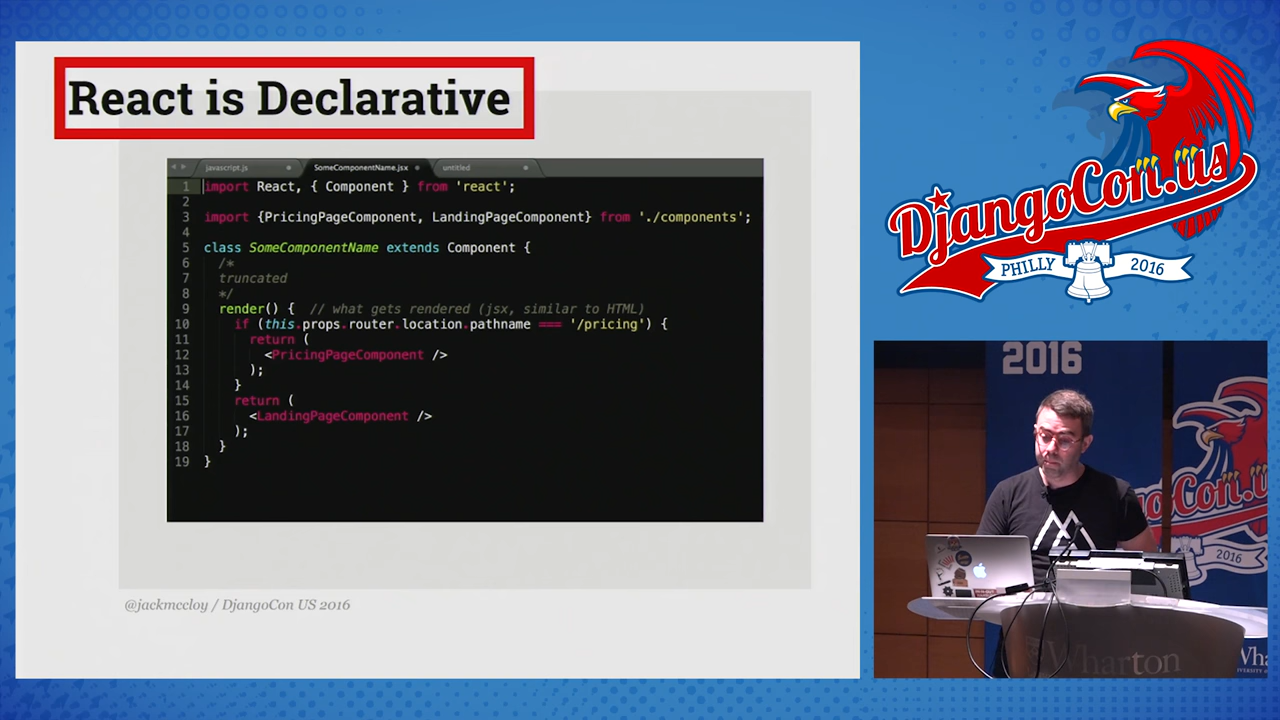 React is Declarative
javascript.js
SomeComponentName.jsx
untitled
1 import React, { Component } from 'react';
2
3 import {PricingPageComponent, LandingPageComponent} from './components';
4
5 class SomeComponentName extends Component {
6 /*
7 truncated
8 */
9 render() { // what gets rendered (jsx, similar to HTML)
10 if (this.props.router.location.pathname === '/pricing') {
11 return (
12 <PricingPageComponent />
13 );
14 }
15 return (
16 <LandingPageComponent />
17 );
18 }
19 }
@jackmccloy / DjangoCon US 2016
DjangoCon.us
PHILLY 2016
2016
2016
Wharton